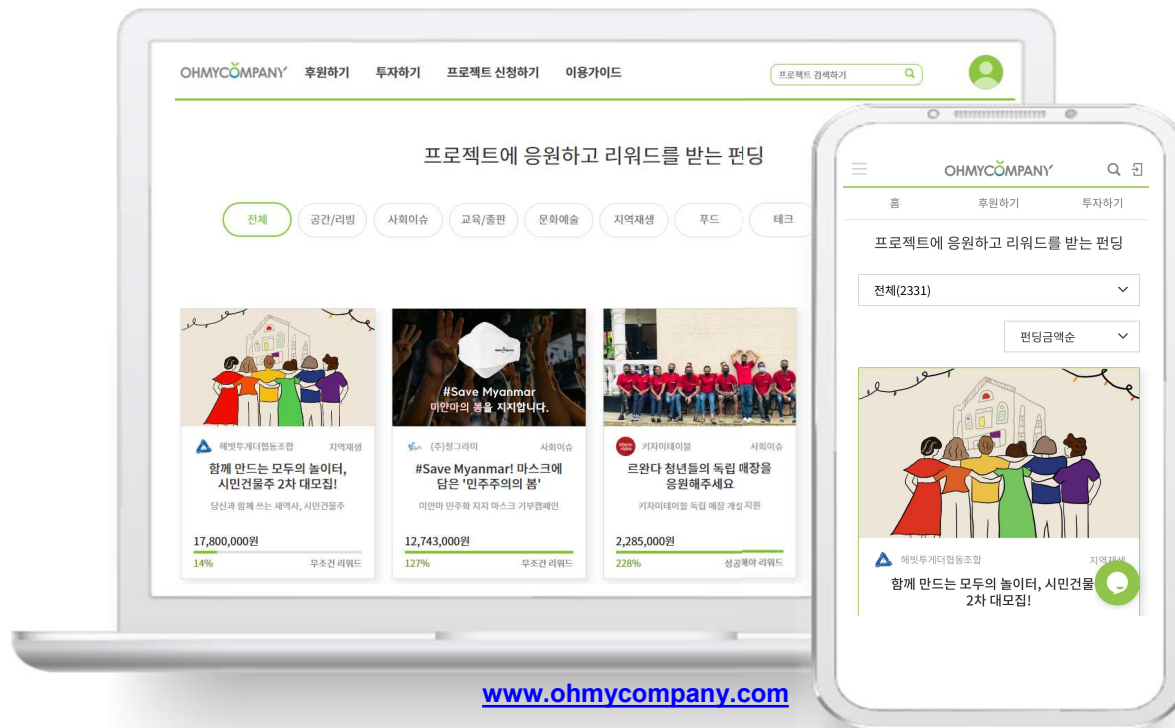 OHMYCOMPANY 후원하기 투자하기 프로젝트 신청하기 이용가이드 프로젝트 검색하기
프로젝트에 응원하고 리워드를 받는 펀딩
전체 공간/리빙 사회이슈 교육/출판 문화예술 지역재생 푸드 테크
#Save Myanmar
미얀마의 봄을 지지합니다.
해빗투게더협동조합 지역재생
함께 만드는 모두의 놀이터,
시민건물주 2차 대모집!
당신과 함께 쓰는 새역사, 시민건물주
17,800,000원
14% 무조건 리워드
(주)청그라미 사회이슈
#Save Myanmar! 마스크에
담은 '민주주의의 봄'
미얀마 민주화 지지 마스크 기부캠페인
12,743,000원
127% 무조건 리워드
키자미테이블 사회이슈
르완다 청년들의 독립 매장을
응원해주세요
키자미테이블 독립 매장 개설 지원
2,285,000원
228% 성공해야 리워드
OHMYCOMPANY
홈 후원하기 투자하기
프로젝트에 응원하고 리워드를 받는 펀딩
전체(2331)
펀딩금액순
해빗투게더협동조합 지역재생
함께 만드는 모두의 놀이터, 시민건물
2차 대모집!
www.ohmycompany.com